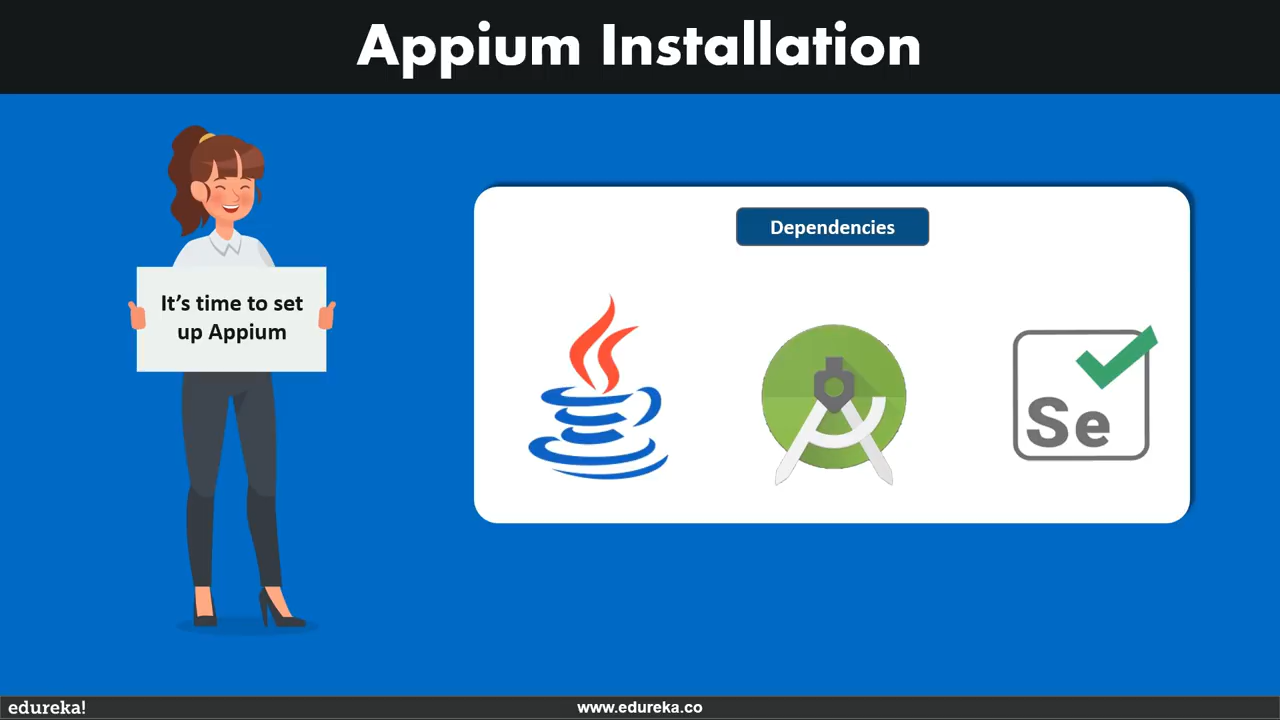 Appium Installation
It’s time to set
up Appium
Dependencies
Se
edureka!
www.edureka.co